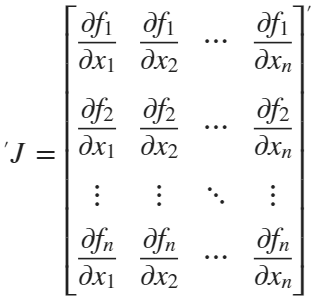 'J = [ ∂f₁/∂x₁ ∂f₁/∂x₂ ⋯ ∂f₁/∂xₙ
∂f₂/∂x₁ ∂f₂/∂x₂ ⋯ ∂f₂/∂xₙ
⋮ ⋮ ⋱ ⋮
∂fₙ/∂x₁ ∂fₙ/∂x₂ ⋯ ∂fₙ/∂xₙ ]'